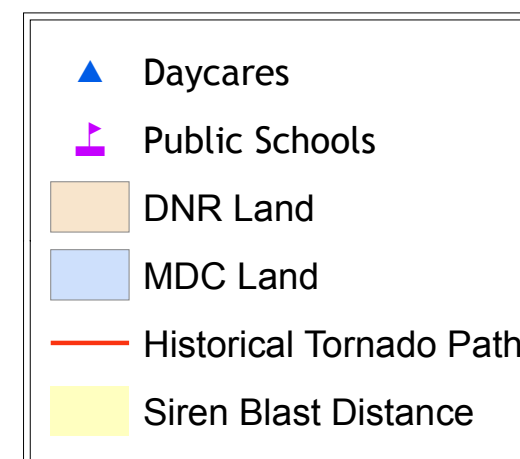 Daycares
Public Schools
DNR Land
MDC Land
Historical Tornado Path
Siren Blast Distance